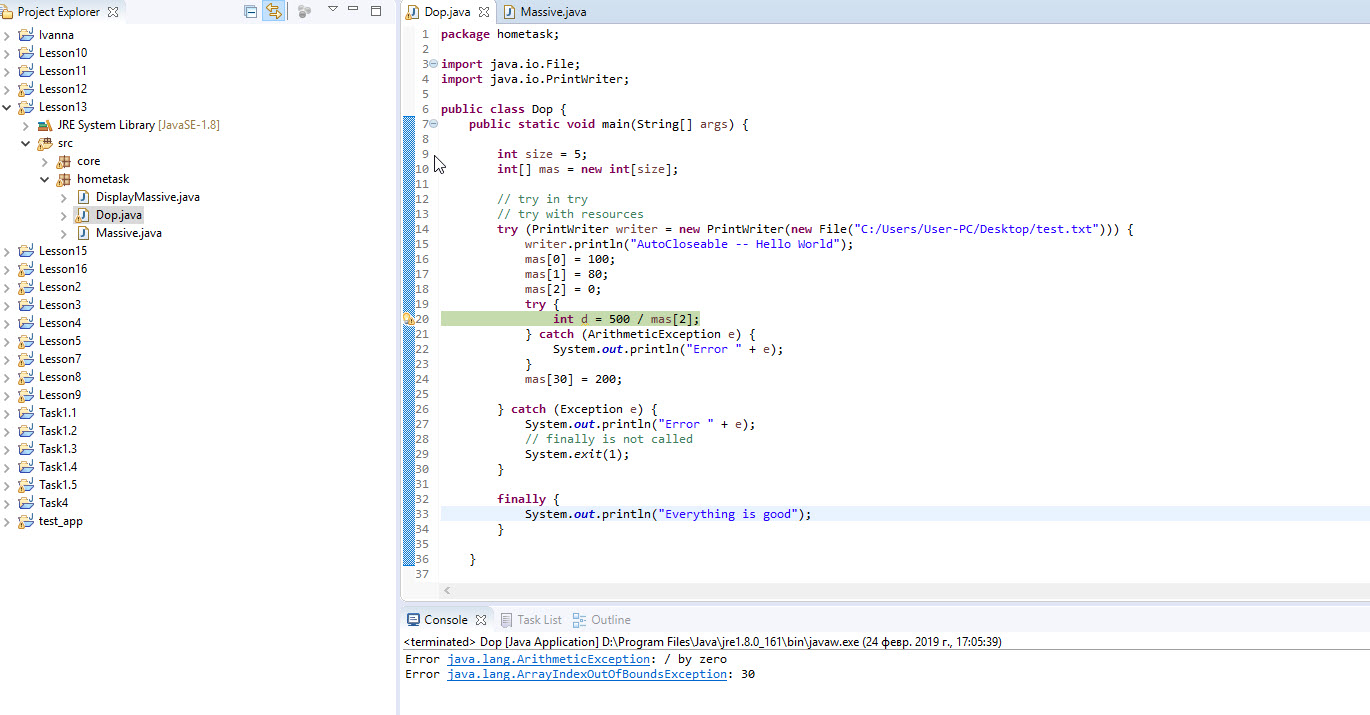 Project Explorer
Ivanna
Lesson10
Lesson11
Lesson12
Lesson13
JRE System Library [JavaSE-1.8]
src
core
hometask
DisplayMassive.java
Dop.java
Massive.java
Lesson15
Lesson16
Lesson2
Lesson3
Lesson4
Lesson5
Lesson7
Lesson8
Lesson9
Task1.1
Task1.2
Task1.3
Task1.4
Task1.5
Task4
test_app
Dop.java Massive.java
1 package hometask;
2
3 import java.io.File;
4 import java.io.PrintWriter;
5
6 public class Dop {
7 public static void main(String[] args) {
8
9 int size = 5;
10 int[] mas = new int[size];
11
12 // try in try
13 // try with resources
14 try (PrintWriter writer = new PrintWriter(new File("C:/Users/User-PC/Desktop/test.txt"))) {
15 writer.println("AutoCloseable -- Hello World");
16 mas[0] = 100;
17 mas[1] = 80;
18 mas[2] = 0;
19 try {
20 int d = 500 / mas[2];
21 } catch (ArithmeticException e) {
22 System.out.println("Error " + e);
23 }
24 mas[30] = 200;
25
26 } catch (Exception e) {
27 System.out.println("Error " + e);
28 // finally is not called
29 System.exit(1);
30 }
31
32 finally {
33 System.out.println("Everything is good");
34 }
35
36 }
37
Console Task List Outline
<terminated> Dop [Java Application] D:\Program Files\Java\jre1.8.0_161\bin\javaw.exe (24 февр. 2019 г., 17:05:39)
Error java.lang.ArithmeticException: / by zero
Error java.lang.ArrayIndexOutOfBoundsException: 30